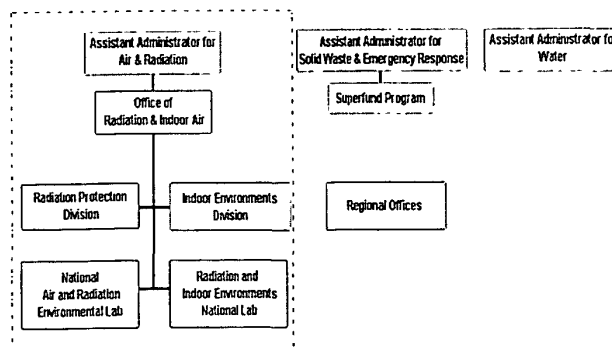 Assistant Administrator for
Air & Radiation
Assistant Administrator for
Solid Waste & Emergency Response
Assistant Administrator for
Water
Office of
Radiation & Indoor Air
Superfund Program
Radiation Protection
Division
Indoor Environments
Division
Regional Offices
National
Air and Radiation
Environmental Lab
Radiation and
Indoor Environments
National Lab